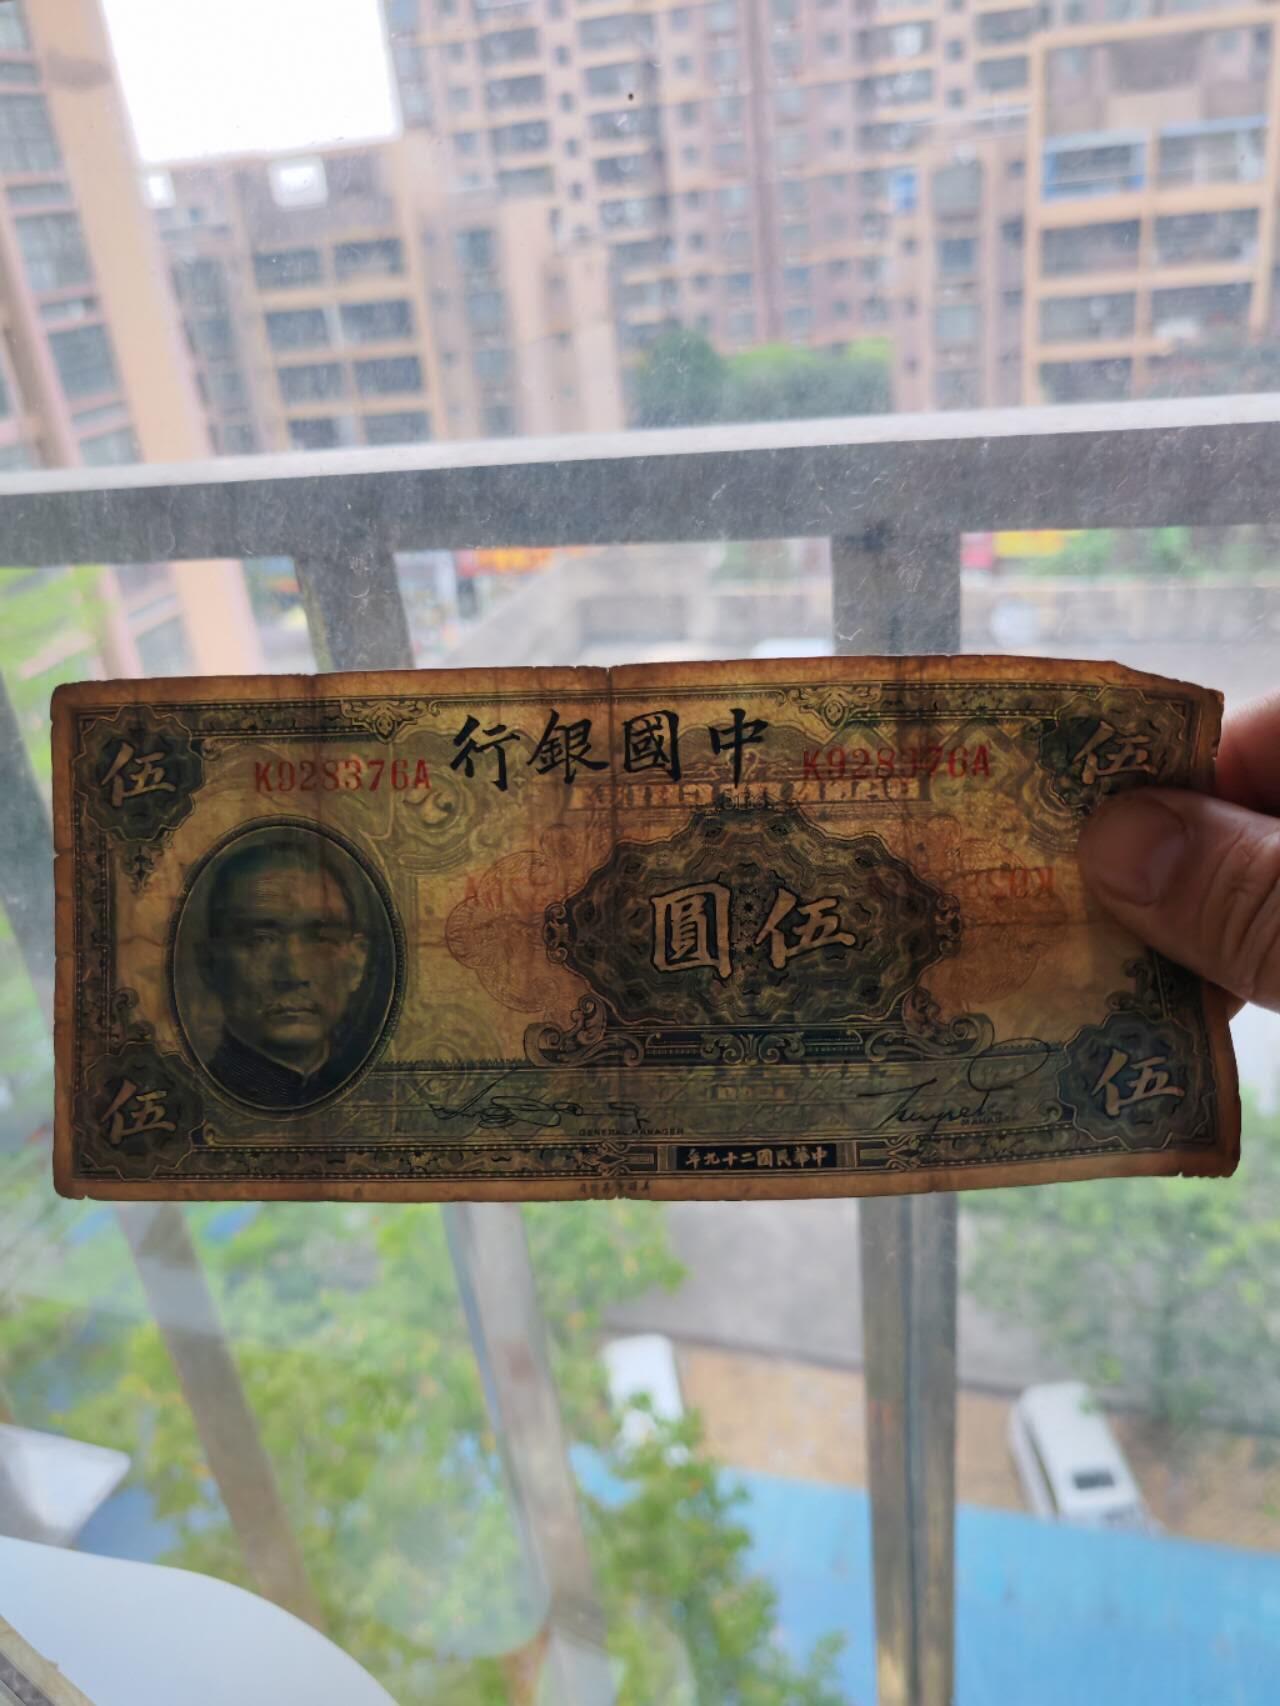 中國銀行
K928376A K928376A
伍 伍
伍圓
伍 伍
GENERAL MANAGER
中華民國二十九年